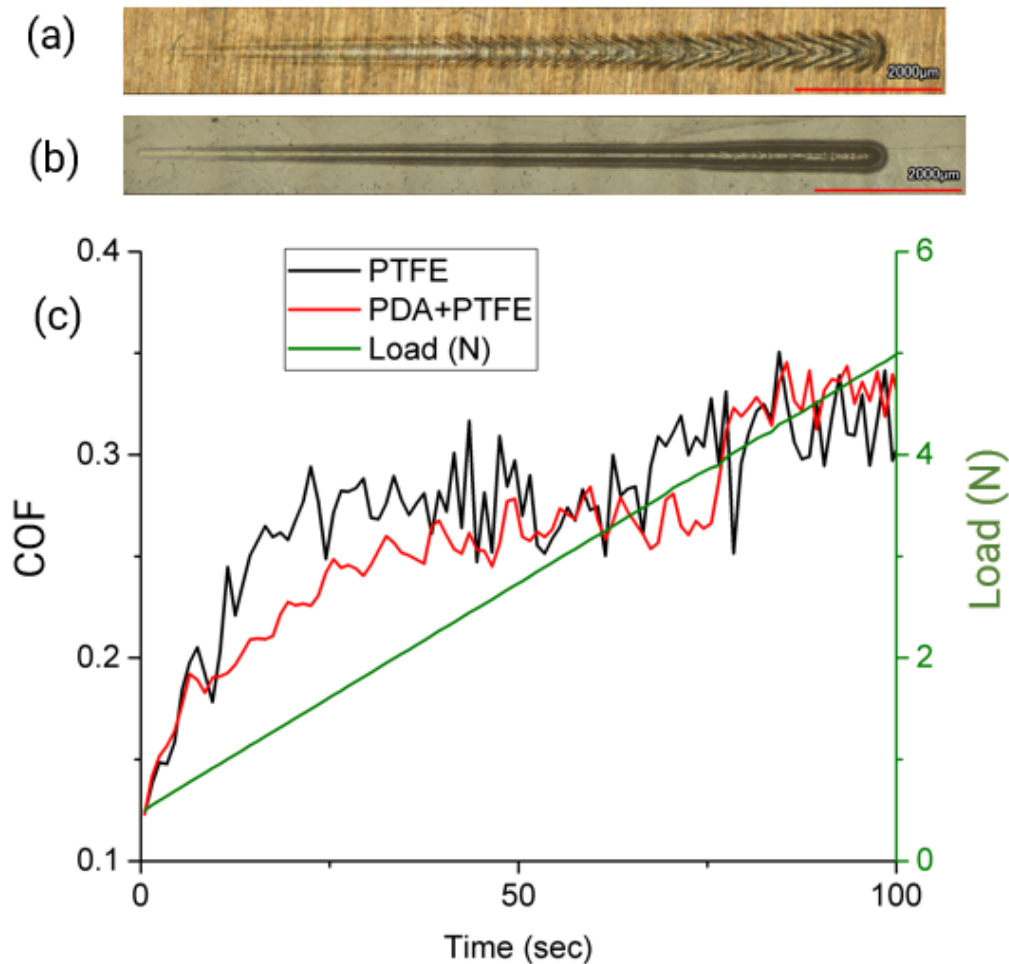 (a)
2000µm
(b)
2000µm
(c)
0.4
0.3
0.2
0.1
COF
PTFE
PDA+PTFE
Load (N)
6
4
2
0
Load (N)
0
50
100
Time (sec)